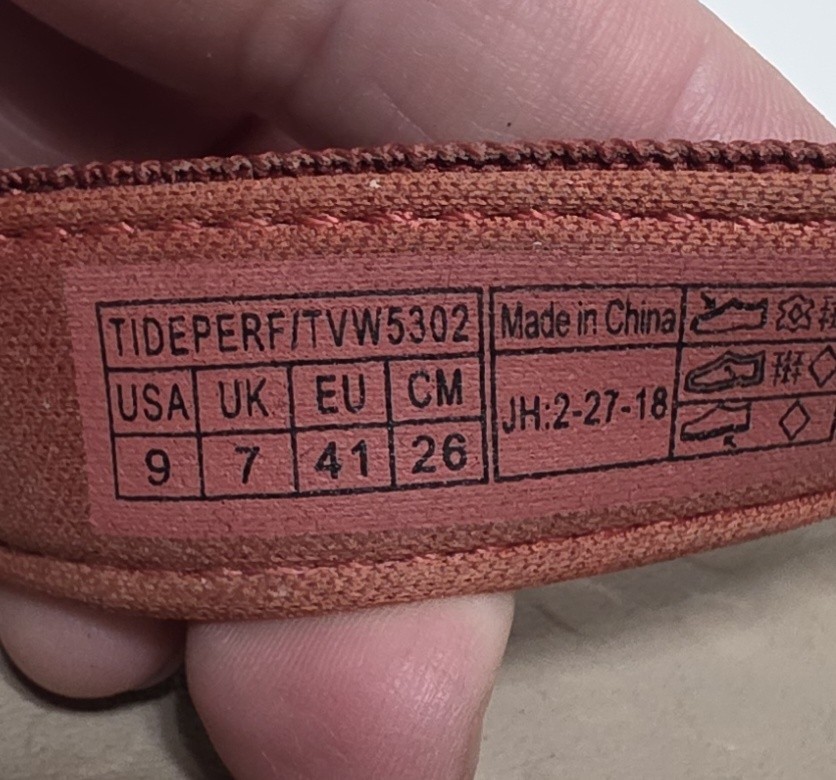 TIDEPERF/TVW5302
USA UK EU CM
9 7 41 26
Made in China
JH:2-27-18